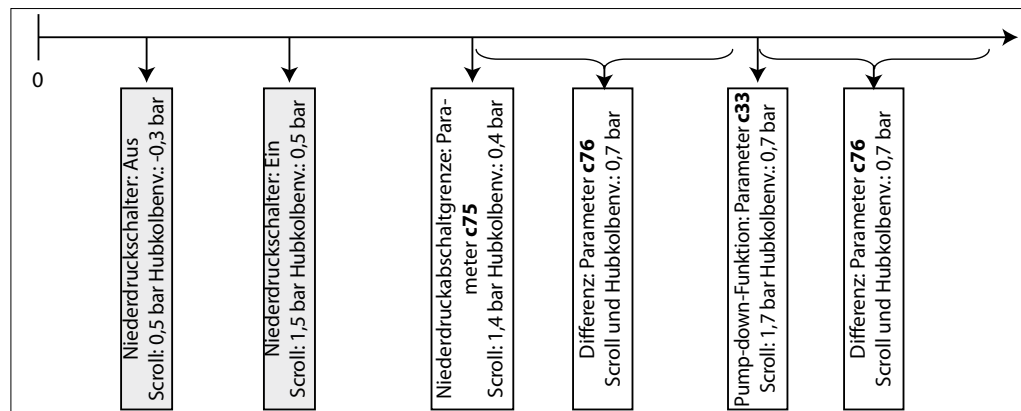 0
Niederdruckschalter: Aus
Scroll: 0,5 bar Hubkolbenv.: -0,3 bar
Niederdruckschalter: Ein
Scroll: 1,5 bar Hubkolbenv.: 0,5 bar
Niederdruckabschaltgrenze: Para-
meter c75
Scroll: 1,4 bar Hubkolbenv.: 0,4 bar
Differenz: Parameter c76
Scroll und Hubkolbenv.: 0,7 bar
Pump-down-Funktion: Parameter c33
Scroll: 1,7 bar Hubkolbenv.: 0,7 bar
Differenz: Parameter c76
Scroll und Hubkolbenv.: 0,7 bar